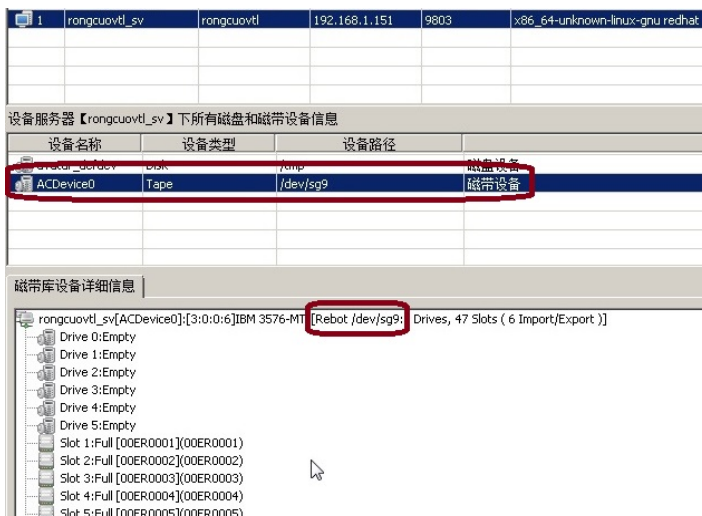 1 rongcuovtl_sv rongcuovtl 192.168.1.151 9803 x86_64-unknown-linux-gnu redhat
设备服务器【rongcuovtl_sv】下所有磁盘和磁带设备信息
设备名称 设备类型 设备路径
avatar_defdev Disk /tmp 磁盘设备
ACDevice0 Tape /dev/sg9 磁带设备
磁带库设备详细信息
rongcuovtl_sv[ACDevice0]:[3:0:0:6]IBM 3576-MT [Rebot /dev/sg9: Drives, 47 Slots ( 6 Import/Export )]
Drive 0:Empty
Drive 1:Empty
Drive 2:Empty
Drive 3:Empty
Drive 4:Empty
Drive 5:Empty
Slot 1:Full [00ER0001](00ER0001)
Slot 2:Full [00ER0002](00ER0002)
Slot 3:Full [00ER0003](00ER0003)
Slot 4:Full [00ER0004](00ER0004)
Slot 5:Full [00ER0005](00ER0005)